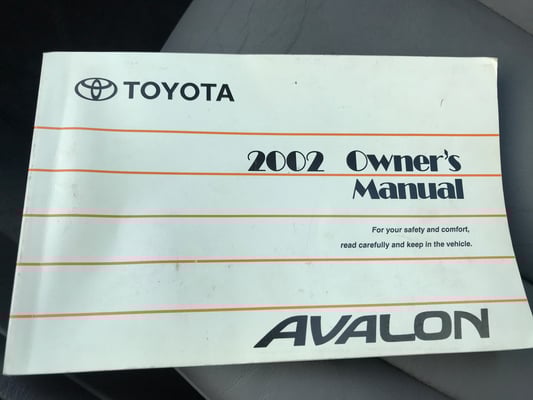 TOYOTA
2002 Owner's
Manual
For your safety and comfort,
read carefully and keep in the vehicle.
AVALON